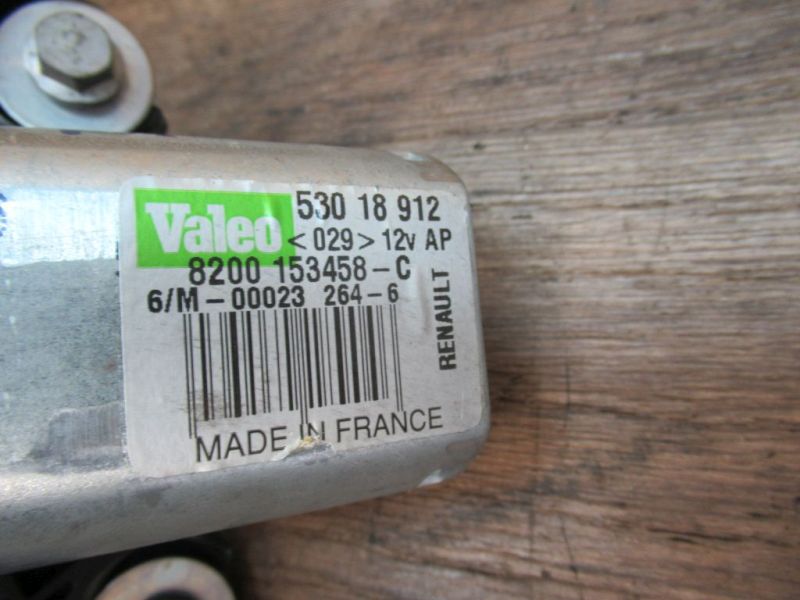 Valeo 530 18 912
<029> 12v AP
8200 153458-C
6/M-00023 264-6
RENAULT
MADE IN FRANCE